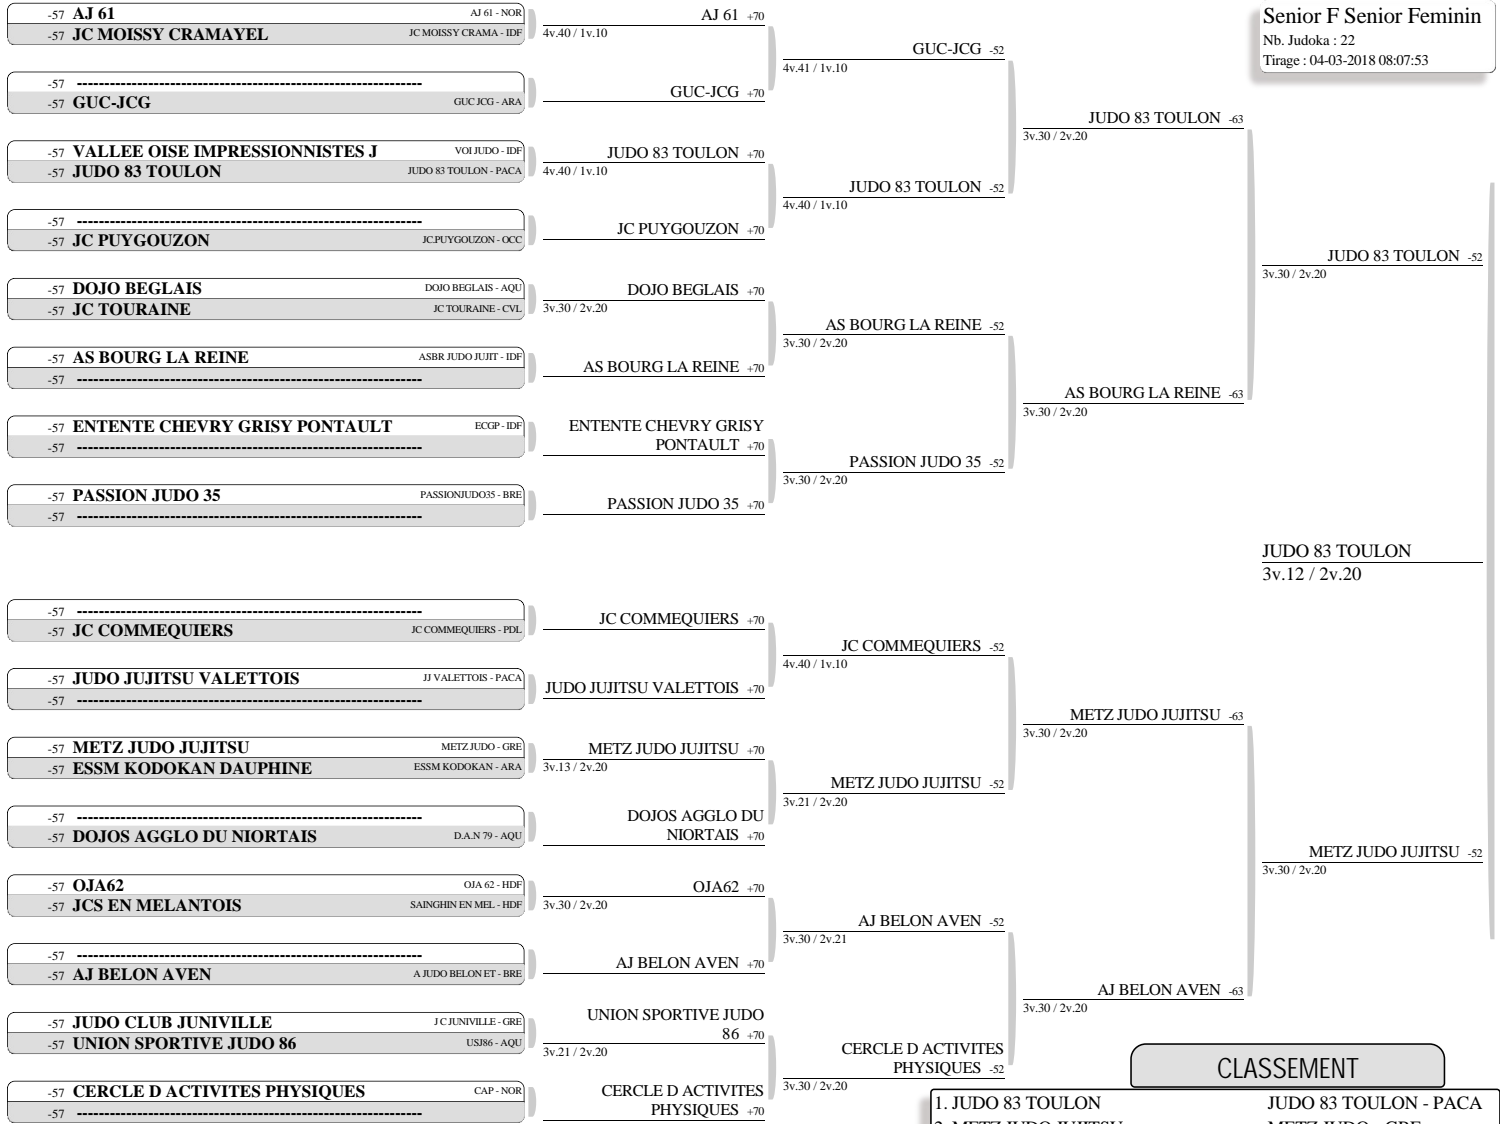 Senior F Senior Feminin
Nb. Judoka : 22
Tirage : 04-03-2018 08:07:53
-57 AJ 61 AJ 61 - NOR
-57 JC MOISSY CRAMAYEL JC MOISSY CRAMA - IDF
-57 ----------------------------------------------------------------
-57 GUC-JCG GUC JCG - ARA
-57 VALLEE OISE IMPRESSIONNISTES J VOI JUDO - IDF
-57 JUDO 83 TOULON JUDO 83 TOULON - PACA
-57 ----------------------------------------------------------------
-57 JC PUYGOUZON JC.PUYGOUZON - OCC
-57 DOJO BEGLAIS DOJO BEGLAIS - AQU
-57 JC TOURAINE JC TOURAINE - CVL
-57 AS BOURG LA REINE ASBR JUDO JUJIT - IDF
-57 ----------------------------------------------------------------
-57 ENTENTE CHEVRY GRISY PONTAULT ECGP - IDF
-57 ----------------------------------------------------------------
-57 PASSION JUDO 35 PASSIONJUDO35 - BRE
-57 ----------------------------------------------------------------
-57 ----------------------------------------------------------------
-57 JC COMMEQUIERS JC COMMEQUIERS - PDL
-57 JUDO JUJITSU VALETTOIS JJ VALETTOIS - PACA
-57 ----------------------------------------------------------------
-57 METZ JUDO JUJITSU METZ JUDO - GRE
-57 ESSM KODOKAN DAUPHINE ESSM KODOKAN - ARA
-57 ----------------------------------------------------------------
-57 DOJOS AGGLO DU NIORTAIS D.A.N 79 - AQU
-57 OJA62 OJA 62 - HDF
-57 JCS EN MELANTOIS SAINGHIN EN MEL - HDF
-57 ----------------------------------------------------------------
-57 AJ BELON AVEN A JUDO BELON ET - BRE
-57 JUDO CLUB JUNIVILLE J C JUNIVILLE - GRE
-57 UNION SPORTIVE JUDO 86 USJ86 - AQU
-57 CERCLE D ACTIVITES PHYSIQUES CAP - NOR
-57 ----------------------------------------------------------------
AJ 61 +70
4v.40 / 1v.10
GUC-JCG +70
JUDO 83 TOULON +70
4v.40 / 1v.10
JC PUYGOUZON +70
DOJO BEGLAIS +70
3v.30 / 2v.20
AS BOURG LA REINE +70
ENTENTE CHEVRY GRISY
PONTAULT +70
PASSION JUDO 35 +70
JC COMMEQUIERS +70
JUDO JUJITSU VALETTOIS +70
METZ JUDO JUJITSU +70
3v.13 / 2v.20
DOJOS AGGLO DU
NIORTAIS +70
OJA62 +70
3v.30 / 2v.20
AJ BELON AVEN +70
UNION SPORTIVE JUDO
86 +70
3v.21 / 2v.20
CERCLE D ACTIVITES
PHYSIQUES +70
GUC-JCG -52
4v.41 / 1v.10
JUDO 83 TOULON -52
4v.40 / 1v.10
AS BOURG LA REINE -52
3v.30 / 2v.20
PASSION JUDO 35 -52
3v.30 / 2v.20
JC COMMEQUIERS -52
4v.40 / 1v.10
METZ JUDO JUJITSU -52
3v.21 / 2v.20
AJ BELON AVEN -52
3v.30 / 2v.21
CERCLE D ACTIVITES
PHYSIQUES -52
3v.30 / 2v.20
JUDO 83 TOULON -63
3v.30 / 2v.20
AS BOURG LA REINE -63
3v.30 / 2v.20
METZ JUDO JUJITSU -63
3v.30 / 2v.20
AJ BELON AVEN -63
3v.30 / 2v.20
JUDO 83 TOULON -52
3v.30 / 2v.20
METZ JUDO JUJITSU -52
3v.30 / 2v.20
JUDO 83 TOULON
3v.12 / 2v.20
CLASSEMENT
1. JUDO 83 TOULON JUDO 83 TOULON - PACA
2. METZ JUDO JUJITSU METZ JUDO - GRE